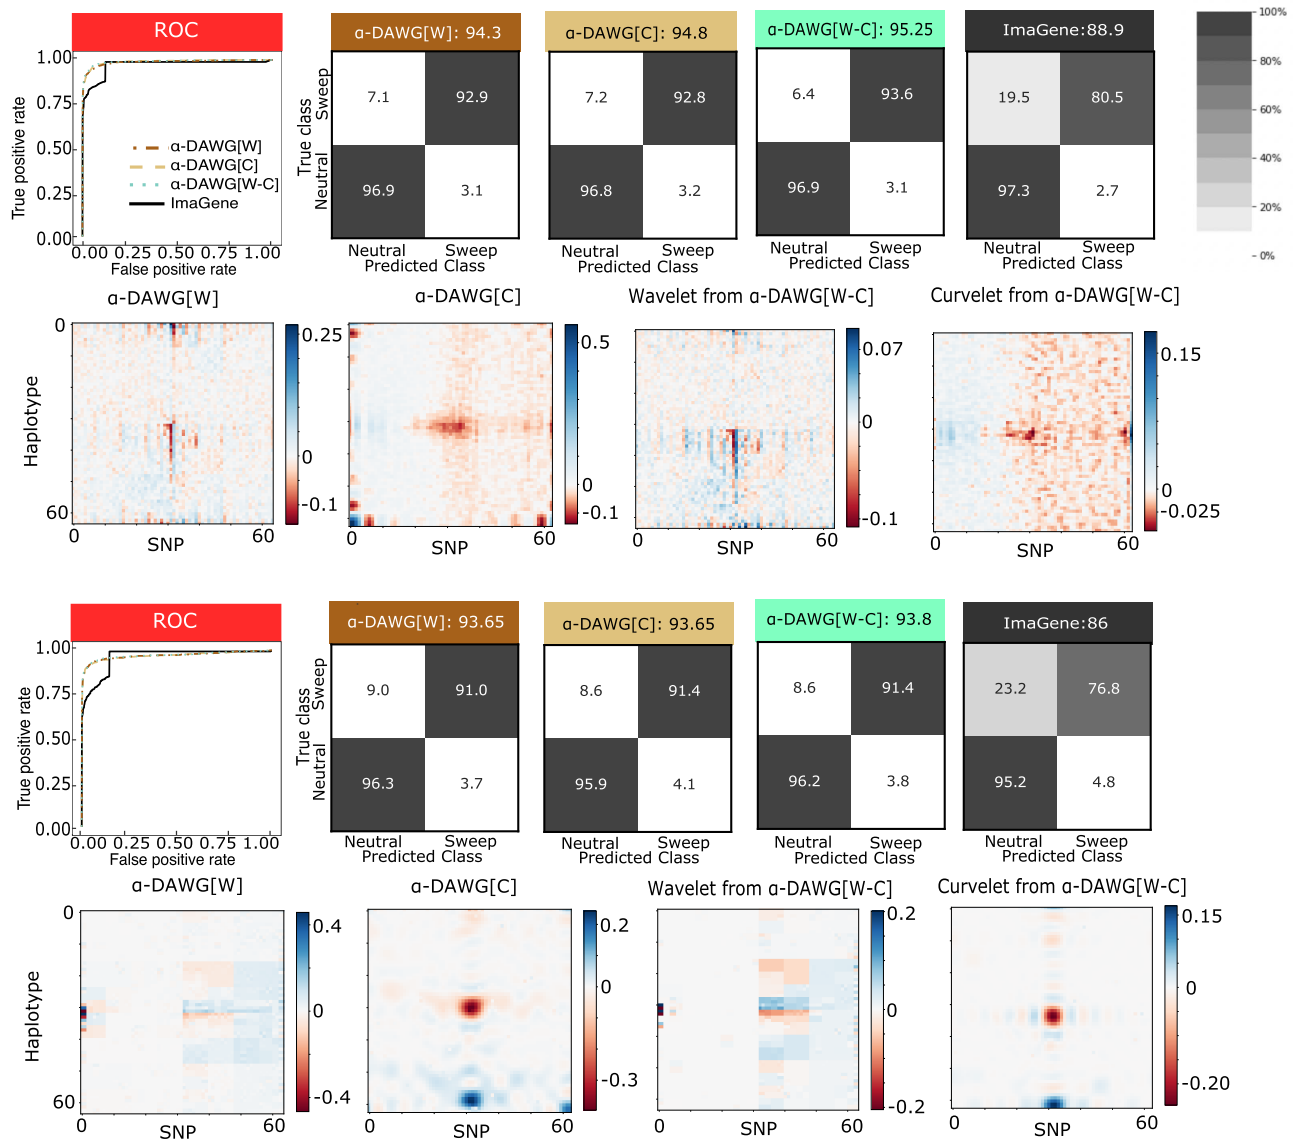 ROC
α-DAWG[W]: 94.3
α-DAWG[C]: 94.8
α-DAWG[W-C]: 95.25
ImaGene:88.9
100%
80%
60%
40%
20%
0%
True positive rate
1.00
0.75
0.50
0.25
0.00
α-DAWG[W]
α-DAWG[C]
α-DAWG[W-C]
ImaGene
0.00 0.25 0.50 0.75 1.00
False positive rate
True class
Sweep
Neutral
7.1 92.9
96.9 3.1
Neutral Sweep
Predicted Class
7.2 92.8
96.8 3.2
Neutral Sweep
Predicted Class
6.4 93.6
96.9 3.1
Neutral Sweep
Predicted Class
19.5 80.5
97.3 2.7
Neutral Sweep
Predicted Class
α-DAWG[W]
Haplotype
0
60
0 60
SNP
0.25
0
-0.1
α-DAWG[C]
0 60
SNP
0.5
0
-0.1
Wavelet from α-DAWG[W-C]
0 60
SNP
0.07
0
-0.1
Curvelet from α-DAWG[W-C]
0 60
SNP
0.15
0
-0.025
ROC
α-DAWG[W]: 93.65
α-DAWG[C]: 93.65
α-DAWG[W-C]: 93.8
ImaGene:86
True positive rate
1.00
0.75
0.50
0.25
0.00
0.00 0.25 0.50 0.75 1.00
False positive rate
True class
Sweep
Neutral
9.0 91.0
96.3 3.7
Neutral Sweep
Predicted Class
8.6 91.4
95.9 4.1
Neutral Sweep
Predicted Class
8.6 91.4
96.2 3.8
Neutral Sweep
Predicted Class
23.2 76.8
95.2 4.8
Neutral Sweep
Predicted Class
α-DAWG[W]
Haplotype
0
60
0 60
SNP
0.4
0
-0.4
α-DAWG[C]
0 60
SNP
0.2
0
-0.3
Wavelet from α-DAWG[W-C]
0 60
SNP
0.2
0
-0.2
Curvelet from α-DAWG[W-C]
0 60
SNP
0.15
0
-0.20